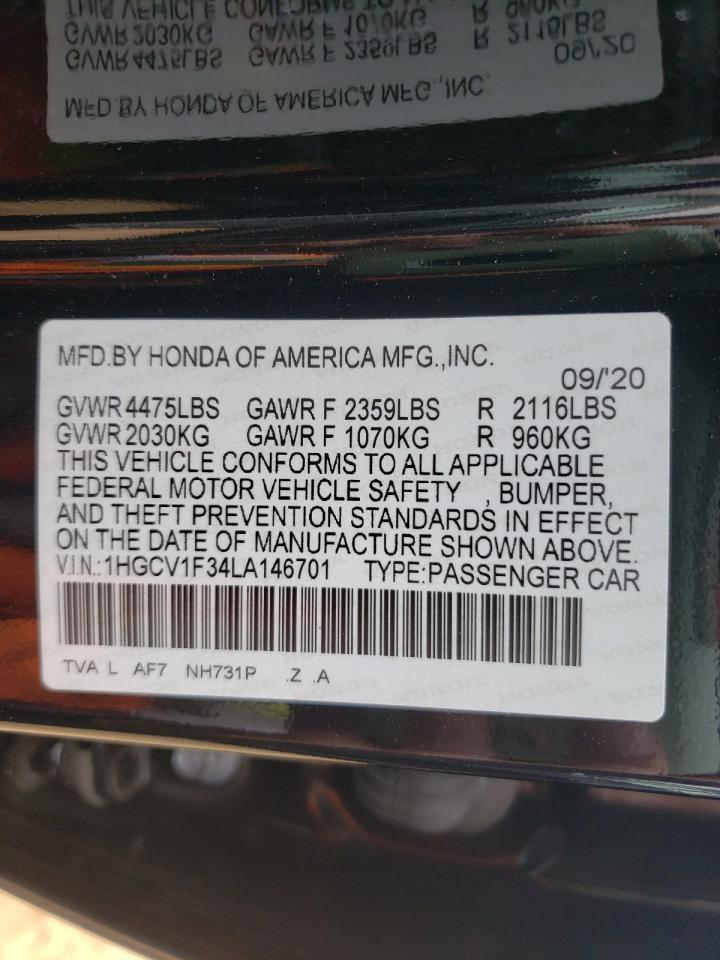 MFD.BY HONDA OF AMERICA MFG.,INC.
09/'20
GVWR 4475LBS GAWR F 2359LBS R 2116LBS
GVWR 2030KG GAWR F 1070KG R 960KG
THIS VEHICLE CONFORMS TO ALL APPLICABLE
FEDERAL MOTOR VEHICLE SAFETY , BUMPER,
AND THEFT PREVENTION STANDARDS IN EFFECT
ON THE DATE OF MANUFACTURE SHOWN ABOVE.
V.I.N.:1HGCV1F34LA146701 TYPE:PASSENGER CAR
TVA L AF7 NH731P .Z .A